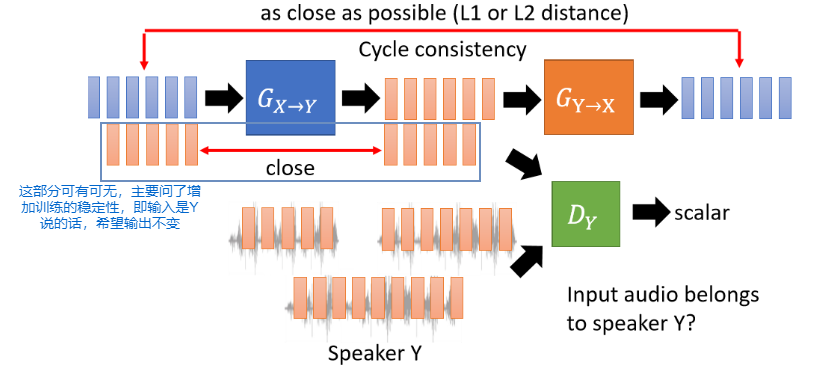 as close as possible (L1 or L2 distance)
Cycle consistency
G_{X→Y}
G_{Y→X}
close
这部分可有可无，主要问了增
加训练的稳定性，即输入是Y
说的话，希望输出不变
D_Y
scalar
Input audio belongs
to speaker Y?
Speaker Y